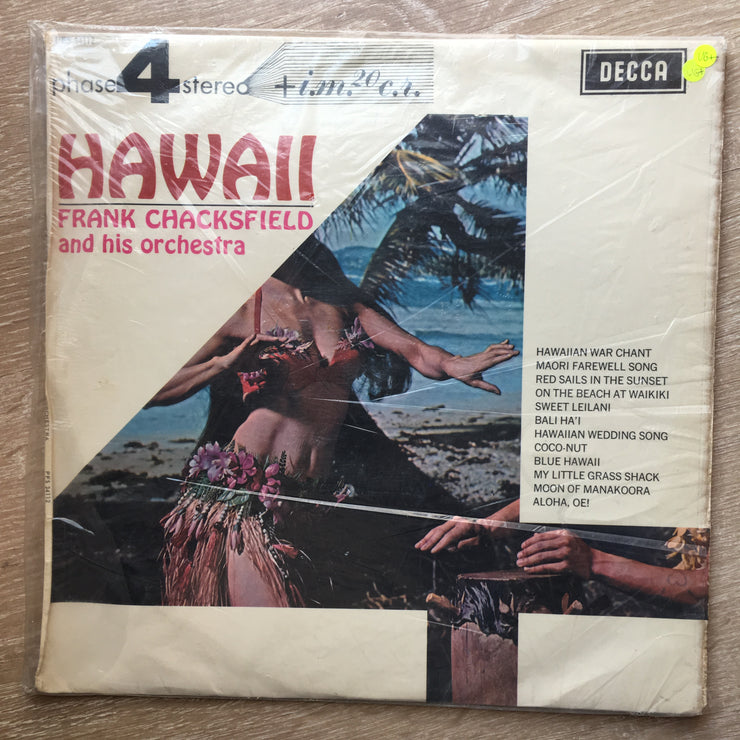 phase 4 stereo
+i.m.20 c.r.
DECCA
HAWAII
FRANK CHACKSFIELD
and his orchestra
HAWAIIAN WAR CHANT
MAORI FAREWELL SONG
RED SAILS IN THE SUNSET
ON THE BEACH AT WAIKIKI
SWEET LEILANI
BALI HA'I
HAWAIIAN WEDDING SONG
COCO-NUT
BLUE HAWAII
MY LITTLE GRASS SHACK
MOON OF MANAKOORA
ALOHA, OE!